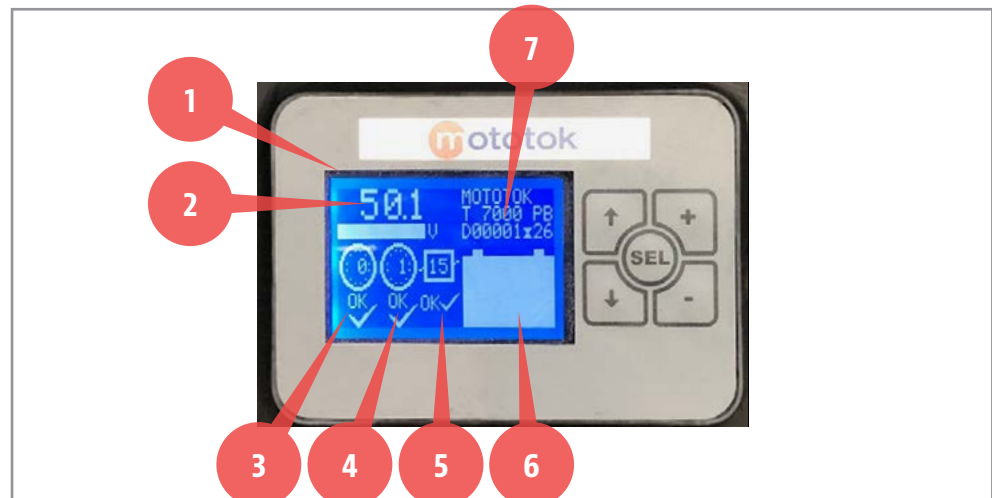 7
1
mototok
2
50.1
V
MOTOTOK
T 7000 PB
D00001x26
↑ +
SEL
↓ -
0 1 15
OK OK OK
3 4 5 6